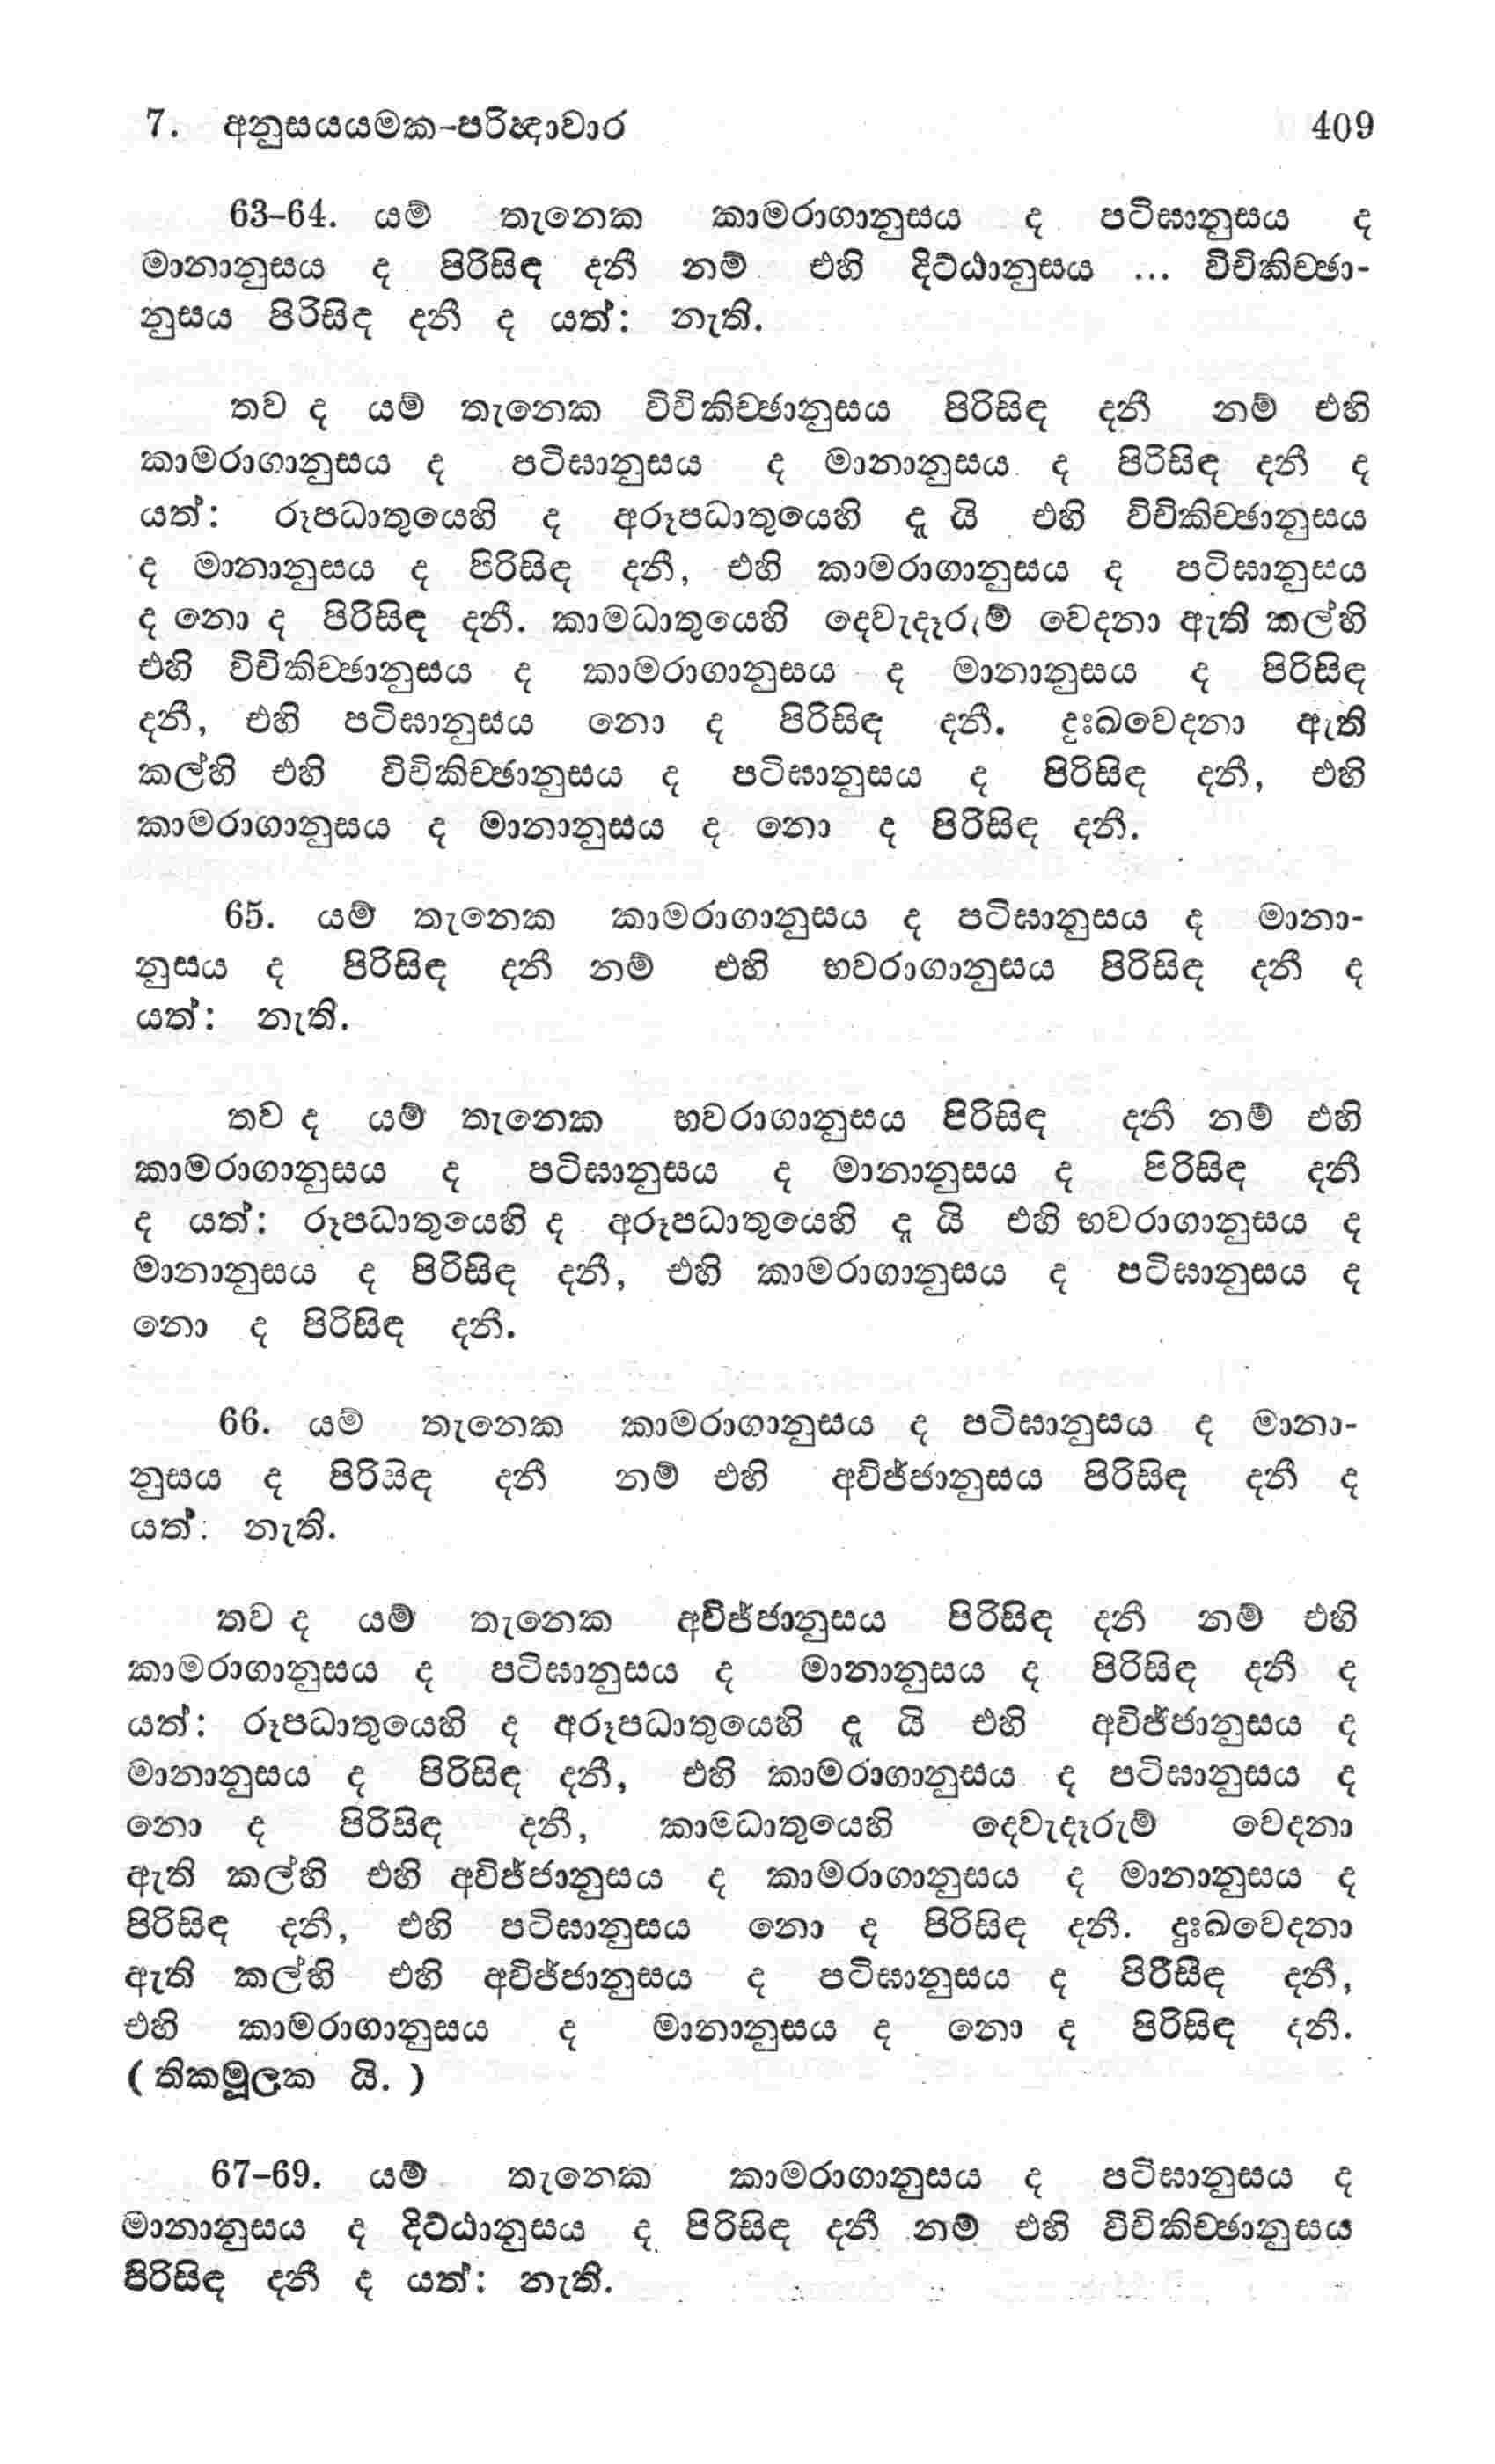 7. අනුසයයමක-පරිඥාවාර 409
63-64. යම් තැනෙක කාමරාගානුසය ද පටිඝානුසය ද
මානානුසය ද පිරිසිඳ දනී නම් එහි දිට්ඨානුසය ... විචිකිච්ඡා-
නුසය පිරිසිඳ දනී ද යත්: නැති.
තව ද යම් තැනෙක විචිකිච්ඡානුසය පිරිසිඳ දනී නම් එහි
කාමරාගානුසය ද පටිඝානුසය ද මානානුසය ද පිරිසිඳ දනී ද
යත්: රූපධාතුයෙහි ද අරූපධාතුයෙහි දැ යි එහි විචිකිච්ඡානුසය
ද මානානුසය ද පිරිසිඳ දනී, එහි කාමරාගානුසය ද පටිඝානුසය
ද නො ද පිරිසිඳ දනී. කාමධාතුයෙහි දෙවැදෑරුම් වෙදනා ඇති කල්හි
එහි විචිකිච්ඡානුසය ද කාමරාගානුසය ද මානානුසය ද පිරිසිඳ
දනී, එහි පටිඝානුසය නො ද පිරිසිඳ දනී. දුඃඛවෙදනා ඇති
කල්හි එහි විචිකිච්ඡානුසය ද පටිඝානුසය ද පිරිසිඳ දනී, එහි
කාමරාගානුසය ද මානානුසය ද නො ද පිරිසිඳ දනී.
65. යම් තැනෙක කාමරාගානුසය ද පටිඝානුසය ද මානා-
නුසය ද පිරිසිඳ දනී නම් එහි භවරාගානුසය පිරිසිඳ දනී ද
යත්: නැති.
තව ද යම් තැනෙක භවරාගානුසය පිරිසිඳ දනී නම් එහි
කාමරාගානුසය ද පටිඝානුසය ද මානානුසය ද පිරිසිඳ දනී
ද යත්: රූපධාතුයෙහි ද අරූපධාතුයෙහි දැ යි එහි භවරාගානුසය ද
මානානුසය ද පිරිසිඳ දනී, එහි කාමරාගානුසය ද පටිඝානුසය ද
නො ද පිරිසිඳ දනී.
66. යම් තැනෙක කාමරාගානුසය ද පටිඝානුසය ද මානා-
නුසය ද පිරිසිඳ දනී නම් එහි අවිජ්ජානුසය පිරිසිඳ දනී ද
යත්: නැති.
තව ද යම් තැනෙක අවිජ්ජානුසය පිරිසිඳ දනී නම් එහි
කාමරාගානුසය ද පටිඝානුසය ද මානානුසය ද පිරිසිඳ දනී ද
යත්: රූපධාතුයෙහි ද අරූපධාතුයෙහි දැ යි එහි අවිජ්ජානුසය ද
මානානුසය ද පිරිසිඳ දනී, එහි කාමරාගානුසය ද පටිඝානුසය ද
නො ද පිරිසිඳ දනී, කාමධාතුයෙහි දෙවැදෑරුම් වෙදනා
ඇති කල්හි එහි අවිජ්ජානුසය ද කාමරාගානුසය ද මානානුසය ද
පිරිසිඳ දනී, එහි පටිඝානුසය නො ද පිරිසිඳ දනී. දුඃඛවෙදනා
ඇති කල්හි එහි අවිජ්ජානුසය ද පටිඝානුසය ද පිරිසිඳ දනී,
එහි කාමරාගානුසය ද මානානුසය ද නො ද පිරිසිඳ දනී.
(තිකමූලක යි.)
67-69. යම් තැනෙක කාමරාගානුසය ද පටිඝානුසය ද
මානානුසය ද දිට්ඨානුසය ද පිරිසිඳ දනී නම් එහි විචිකිච්ඡානුසය
පිරිසිඳ දනී ද යත්: නැති.